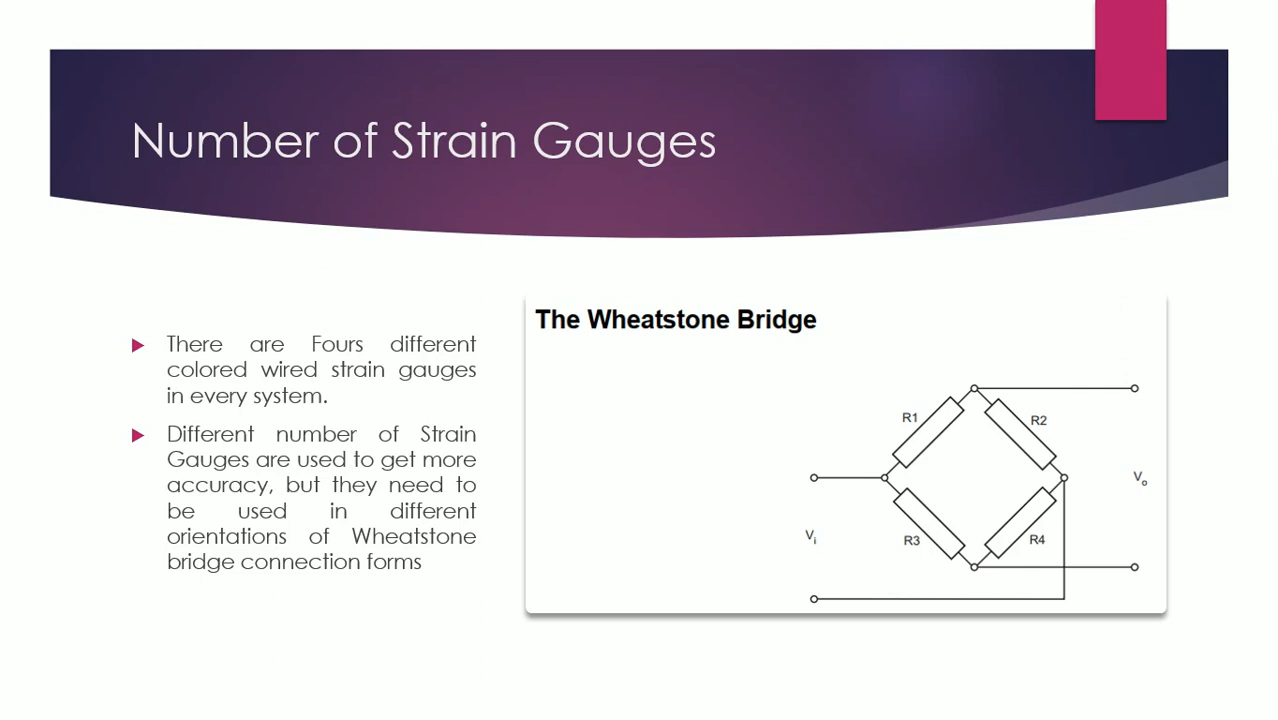 Number of Strain Gauges
There are Fours different
colored wired strain gauges
in every system.
Different number of Strain
Gauges are used to get more
accuracy, but they need to
be used in different
orientations of Wheatstone
bridge connection forms
The Wheatstone Bridge
R1
R2
Vo
Vi
R3
R4